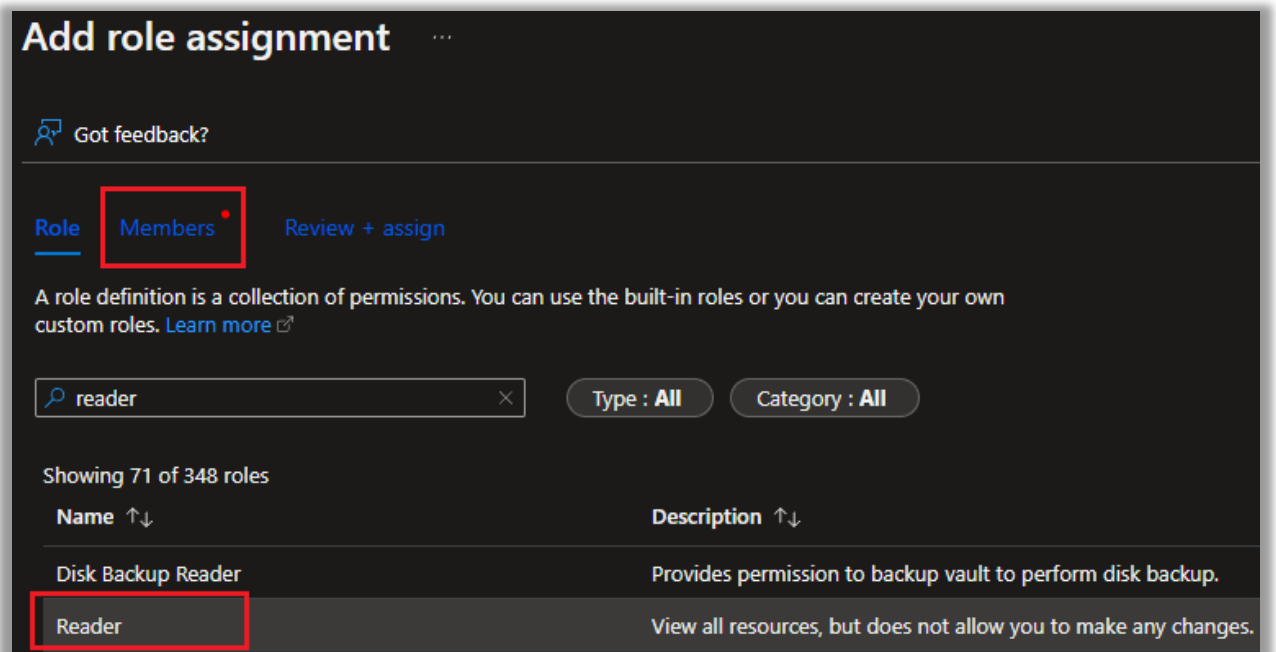 Add role assignment ...
Got feedback?
Role Members Review + assign
A role definition is a collection of permissions. You can use the built-in roles or you can create your own
custom roles. Learn more
reader Type : All Category : All
Showing 71 of 348 roles
Name ↑↓ Description ↑↓
Disk Backup Reader Provides permission to backup vault to perform disk backup.
Reader View all resources, but does not allow you to make any changes.